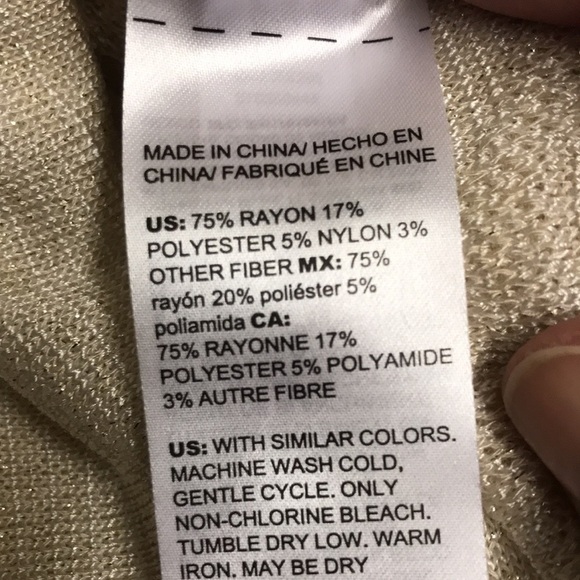 MADE IN CHINA/ HECHO EN
CHINA/ FABRIQUÉ EN CHINE
US: 75% RAYON 17%
POLYESTER 5% NYLON 3%
OTHER FIBER MX: 75%
rayón 20% poliéster 5%
poliamida CA:
75% RAYONNE 17%
POLYESTER 5% POLYAMIDE
3% AUTRE FIBRE
US: WITH SIMILAR COLORS.
MACHINE WASH COLD,
GENTLE CYCLE. ONLY
NON-CHLORINE BLEACH.
TUMBLE DRY LOW. WARM
IRON. MAY BE DRY